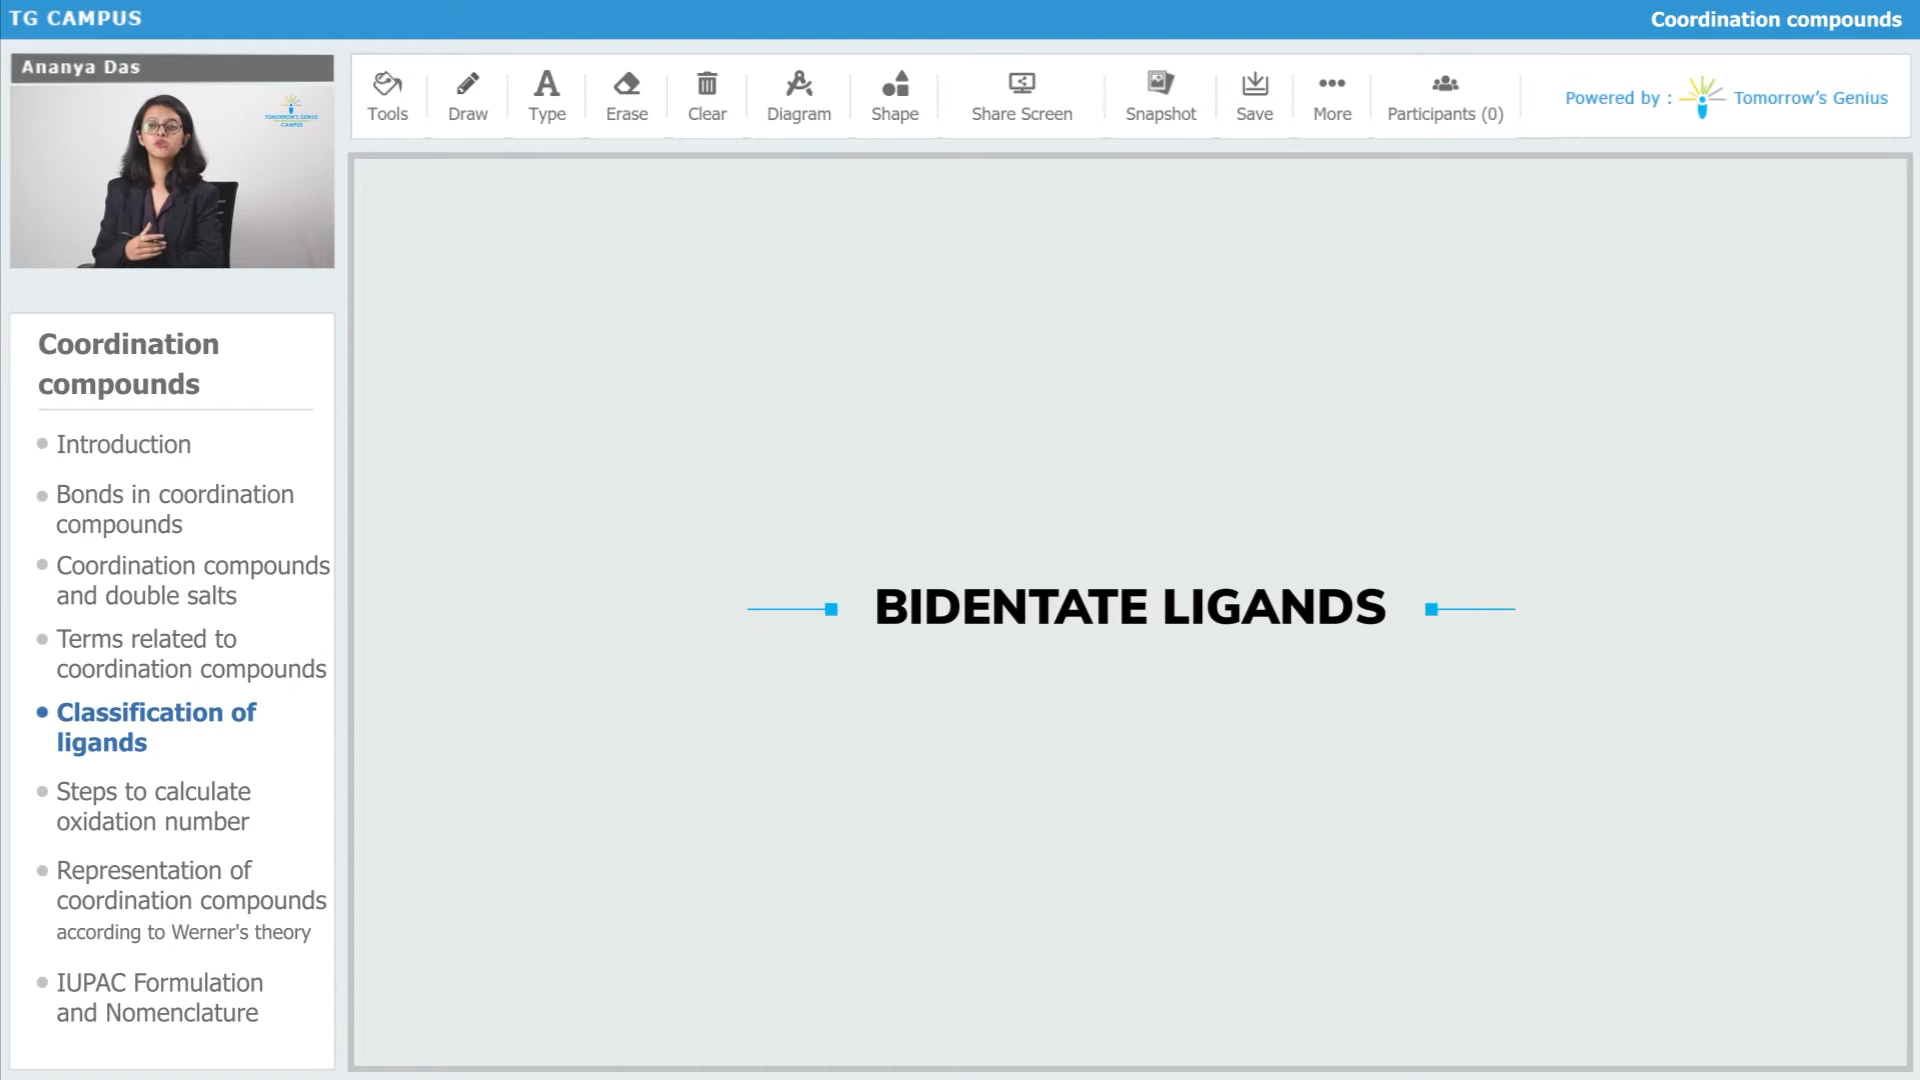 TG CAMPUS
Coordination compounds
Ananya Das
TOMORROW'S GENIUS
CAMPUS
Tools
Draw
Type
Erase
Clear
Diagram
Shape
Share Screen
Snapshot
Save
More
Participants (0)
Powered by :
Tomorrow's Genius
Coordination
compounds
Introduction
Bonds in coordination
compounds
Coordination compounds
and double salts
Terms related to
coordination compounds
Classification of
ligands
Steps to calculate
oxidation number
Representation of
coordination compounds
according to Werner's theory
IUPAC Formulation
and Nomenclature
BIDENTATE LIGANDS